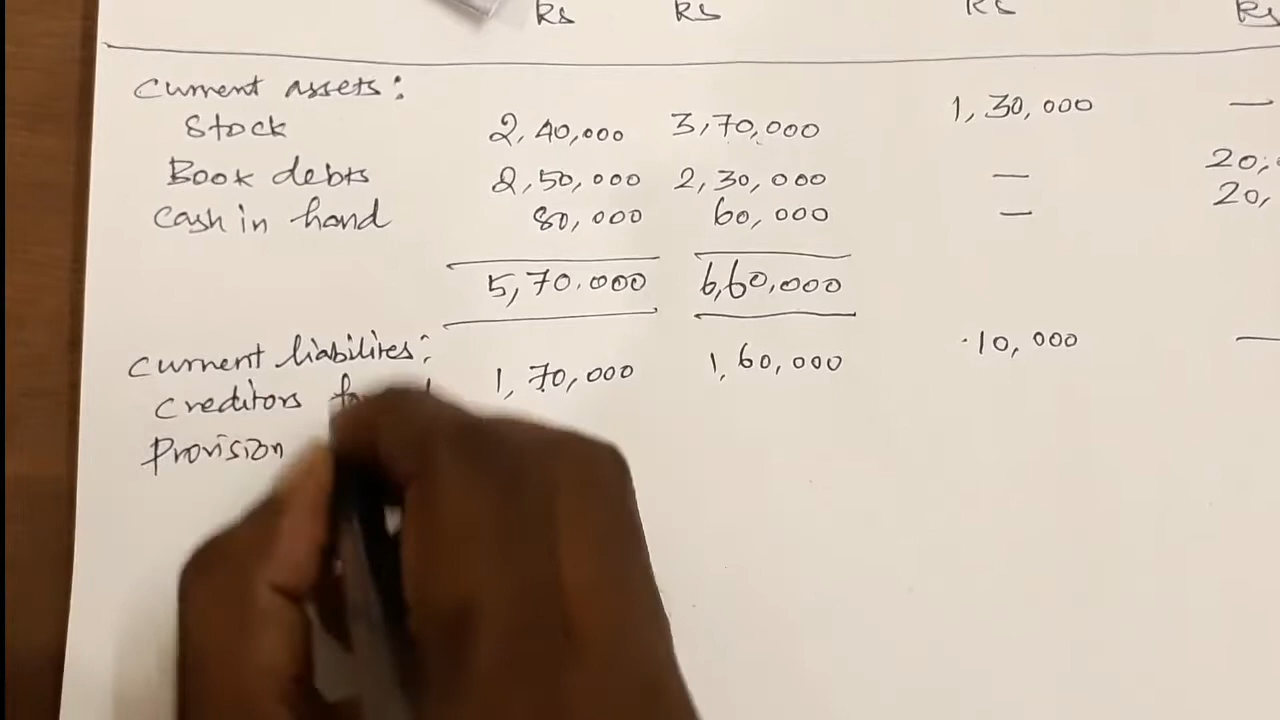 Rs Rs Rs Rs
Current assets:
Stock 2,40,000 3,70,000 1,30,000 —
Book debts 2,50,000 2,30,000 — 20,
Cash in hand 80,000 60,000 — 20,
5,70.000 6,60,000
Current liabilites:
Creditors 1,70,000 1,60,000 10,000 —
Provision